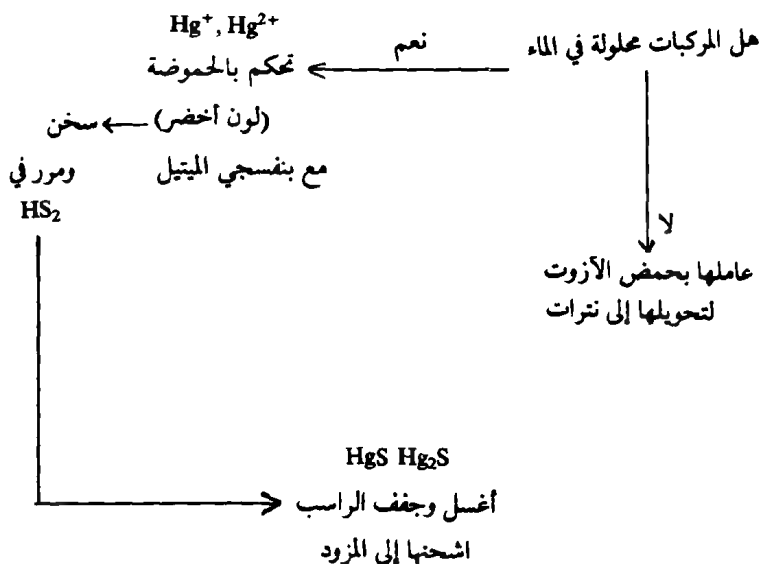 هل المركبات محلولة في الماء
نعم
Hg⁺, Hg²⁺
تحكم بالحموضة
(لون أخضر)
مع بنفسجي الميتيل
سخن
ومرر في
HS₂
لا
عاملها بحمض الآزوت
لتحويلها إلى نترات
HgS Hg₂S
أغسل وجفف الراسب
اشحنها إلى المزود